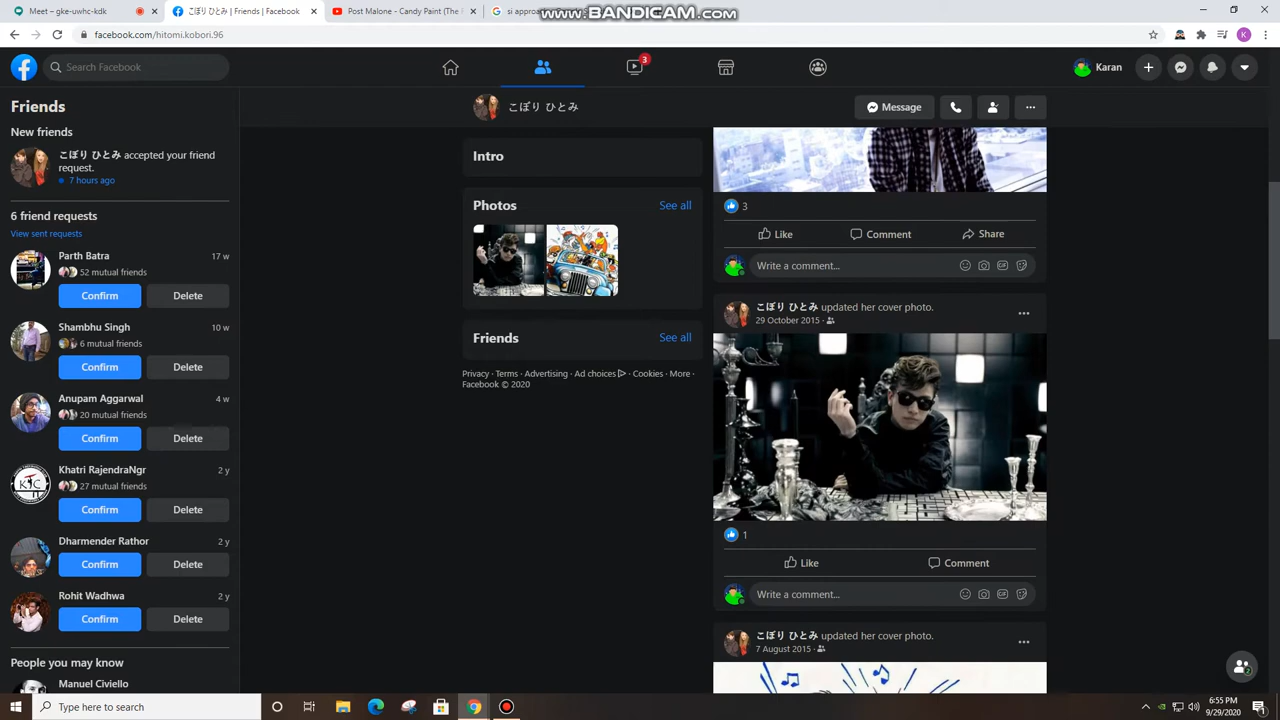 Meet – gke-uwhc-kdk
こぼり ひとみ | Friends | Facebook
Post Malone - Candy Paint (The F
si appro
www.BANDICAM.com
facebook.com/hitomi.kobori.96
K
Search Facebook
3
Karan
Friends
New friends
こぼり ひとみ accepted your friend
request.
7 hours ago
6 friend requests
View sent requests
Parth Batra
17 w
52 mutual friends
Confirm
Delete
Shambhu Singh
10 w
6 mutual friends
Confirm
Delete
Anupam Aggarwal
4 w
20 mutual friends
Confirm
Delete
Khatri RajendraNgr
2 y
27 mutual friends
Confirm
Delete
Dharmender Rathor
2 y
Confirm
Delete
Rohit Wadhwa
2 y
Confirm
Delete
People you may know
Manuel Civiello
こぼり ひとみ
Message
Intro
Photos
See all
Friends
See all
Privacy · Terms · Advertising · Ad choices · Cookies · More ·
Facebook © 2020
3
Like
Comment
Share
Write a comment...
GIF
こぼり ひとみ updated her cover photo.
29 October 2015 ·
1
Like
Comment
Write a comment...
GIF
こぼり ひとみ updated her cover photo.
7 August 2015 ·
Type here to search
6:55 PM
9/29/2020